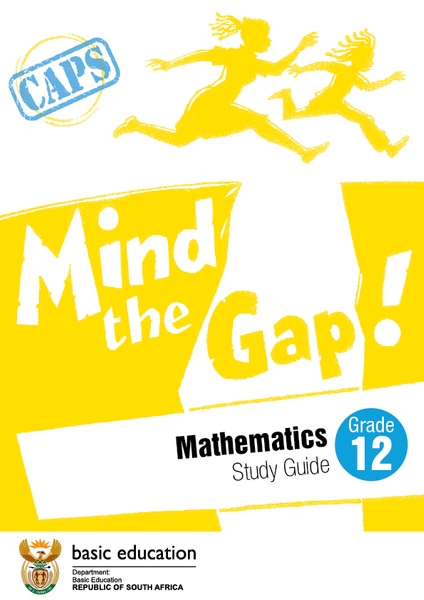 CAPS
Mind
the
Gap!
Mathematics
Study Guide
Grade
12
basic education
Department:
Basic Education
REPUBLIC OF SOUTH AFRICA